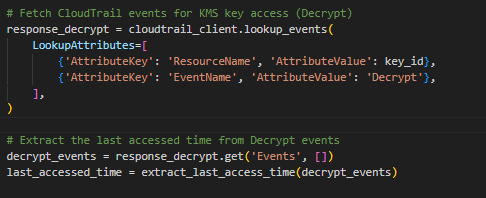 # Fetch CloudTrail events for KMS key access (Decrypt)
response_decrypt = cloudtrail_client.lookup_events(
    LookupAttributes=[
        {'AttributeKey': 'ResourceName', 'AttributeValue': key_id},
        {'AttributeKey': 'EventName', 'AttributeValue': 'Decrypt'},
    ],
)
# Extract the last accessed time from Decrypt events
decrypt_events = response_decrypt.get('Events', [])
last_accessed_time = extract_last_access_time(decrypt_events)